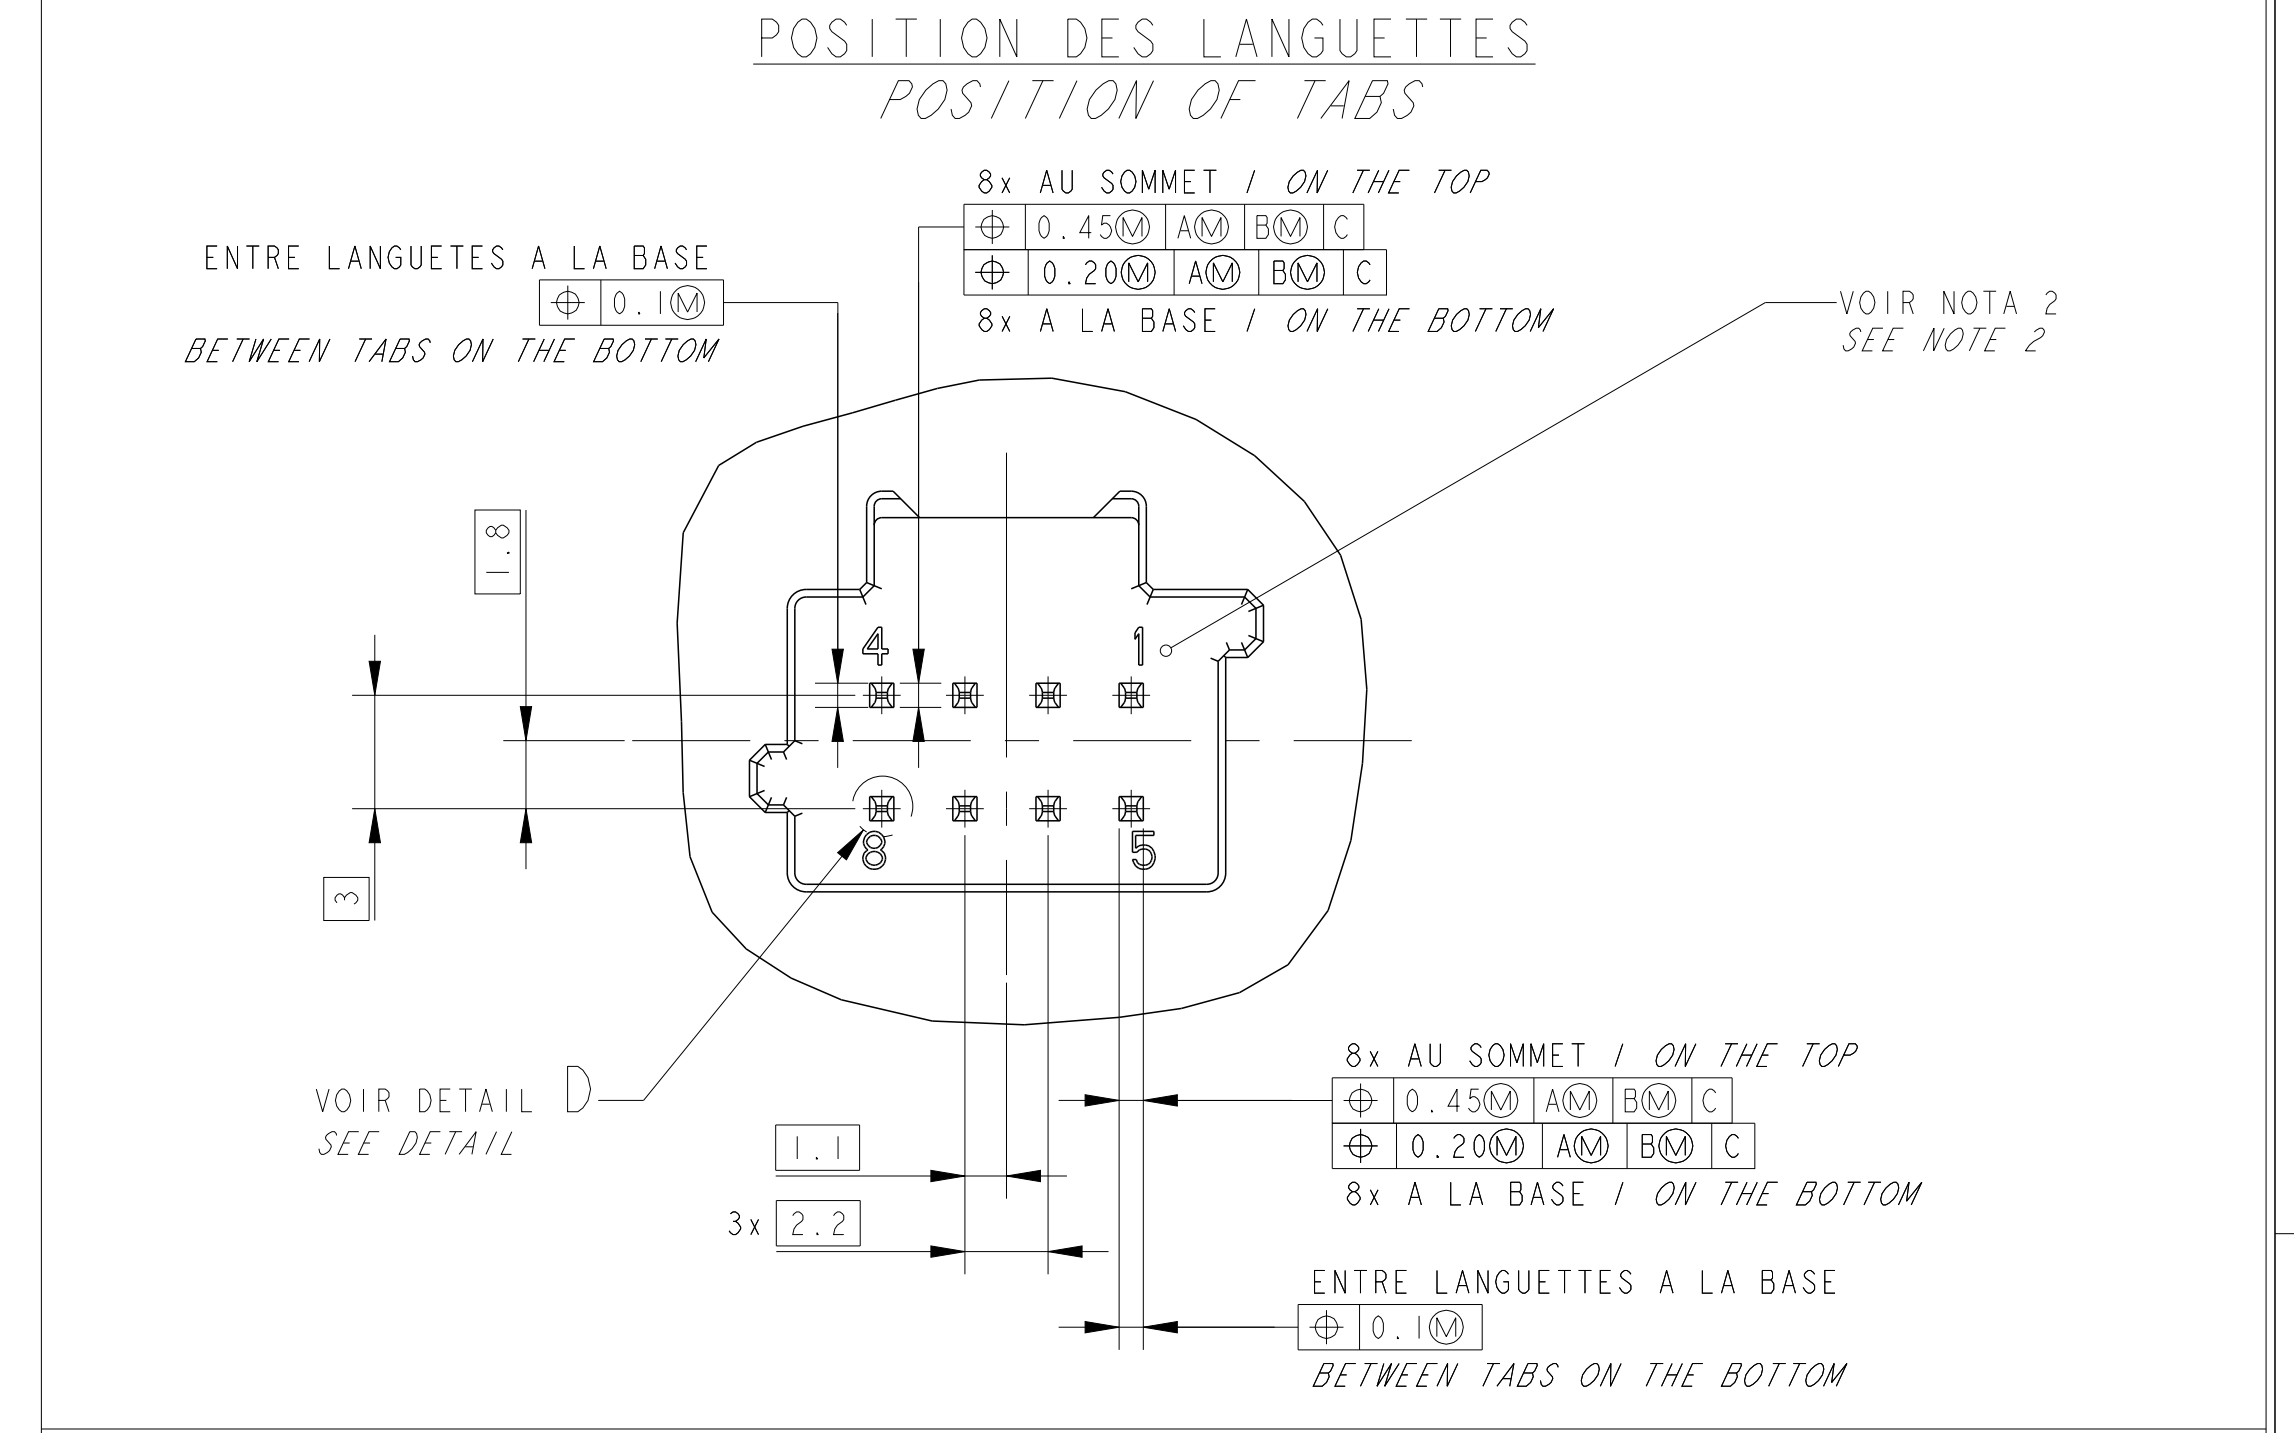 POSITION DES LANGUETTES
POSITION OF TABS
8x AU SOMMET / ON THE TOP
⌖ 0.45Ⓜ AⓂ BⓂ C
⌖ 0.20Ⓜ AⓂ BⓂ C
8x A LA BASE / ON THE BOTTOM
ENTRE LANGUETES A LA BASE
⌖ 0.1Ⓜ
BETWEEN TABS ON THE BOTTOM
VOIR NOTA 2
SEE NOTE 2
1.8
4 1
3
8 5
VOIR DETAIL D
SEE DETAIL
8x AU SOMMET / ON THE TOP
⌖ 0.45Ⓜ AⓂ BⓂ C
⌖ 0.20Ⓜ AⓂ BⓂ C
8x A LA BASE / ON THE BOTTOM
1.1
3x 2.2
ENTRE LANGUETTES A LA BASE
⌖ 0.1Ⓜ
BETWEEN TABS ON THE BOTTOM